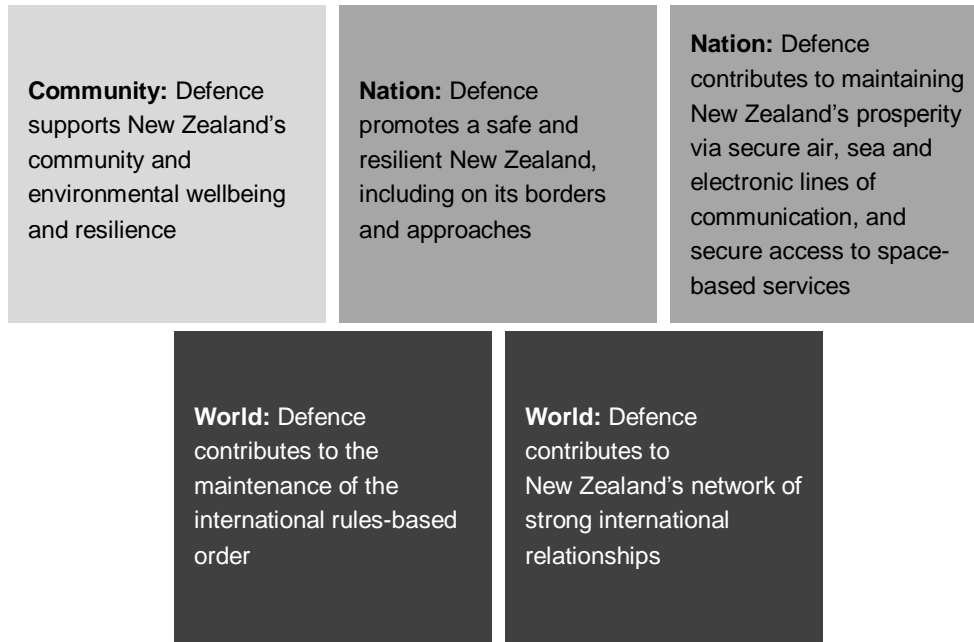 Community: Defence
supports New Zealand’s
community and
environmental wellbeing
and resilience
Nation: Defence
promotes a safe and
resilient New Zealand,
including on its borders
and approaches
Nation: Defence
contributes to maintaining
New Zealand’s prosperity
via secure air, sea and
electronic lines of
communication, and
secure access to space-
based services
World: Defence
contributes to the
maintenance of the
international rules-based
order
World: Defence
contributes to
New Zealand’s network of
strong international
relationships